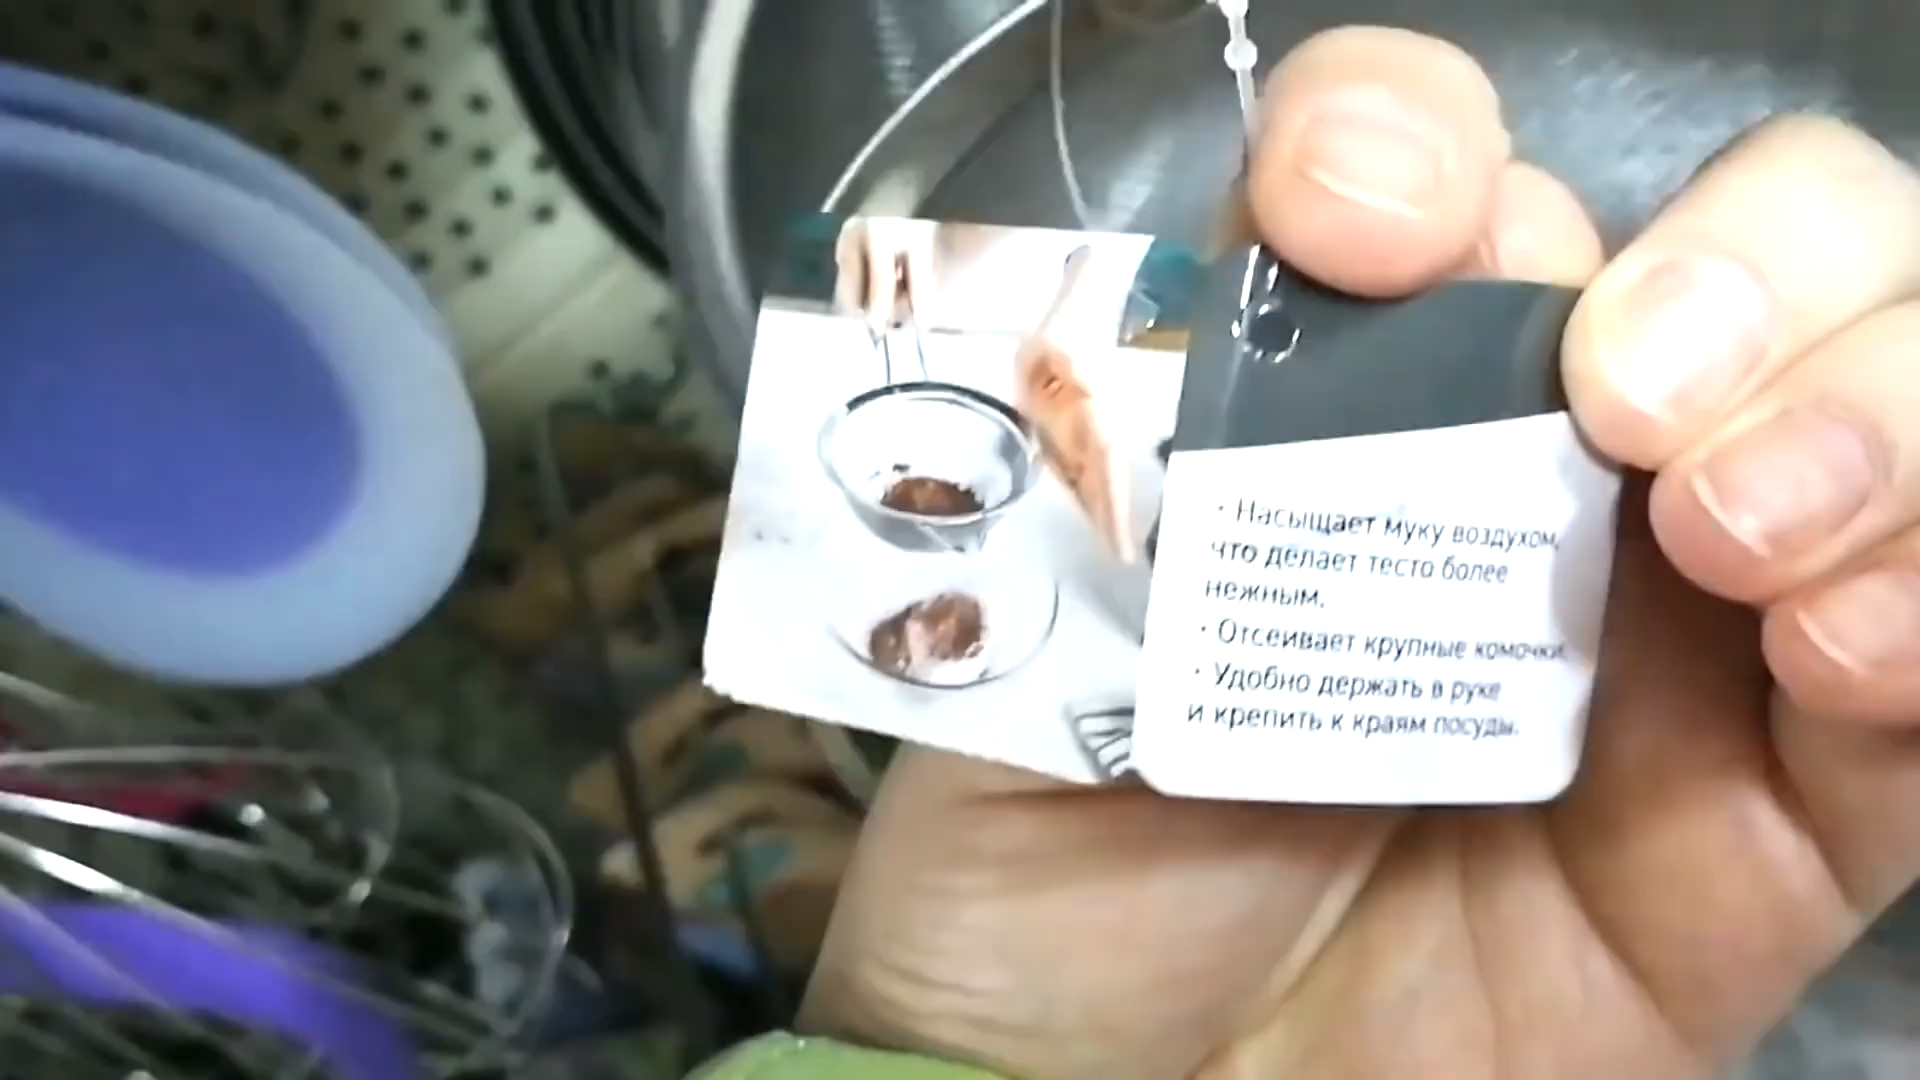 · Насыщает муку воздухом,
что делает тесто более
нежным.
· Отсеивает крупные комочки.
· Удобно держать в руке
и крепить к краям посуды.